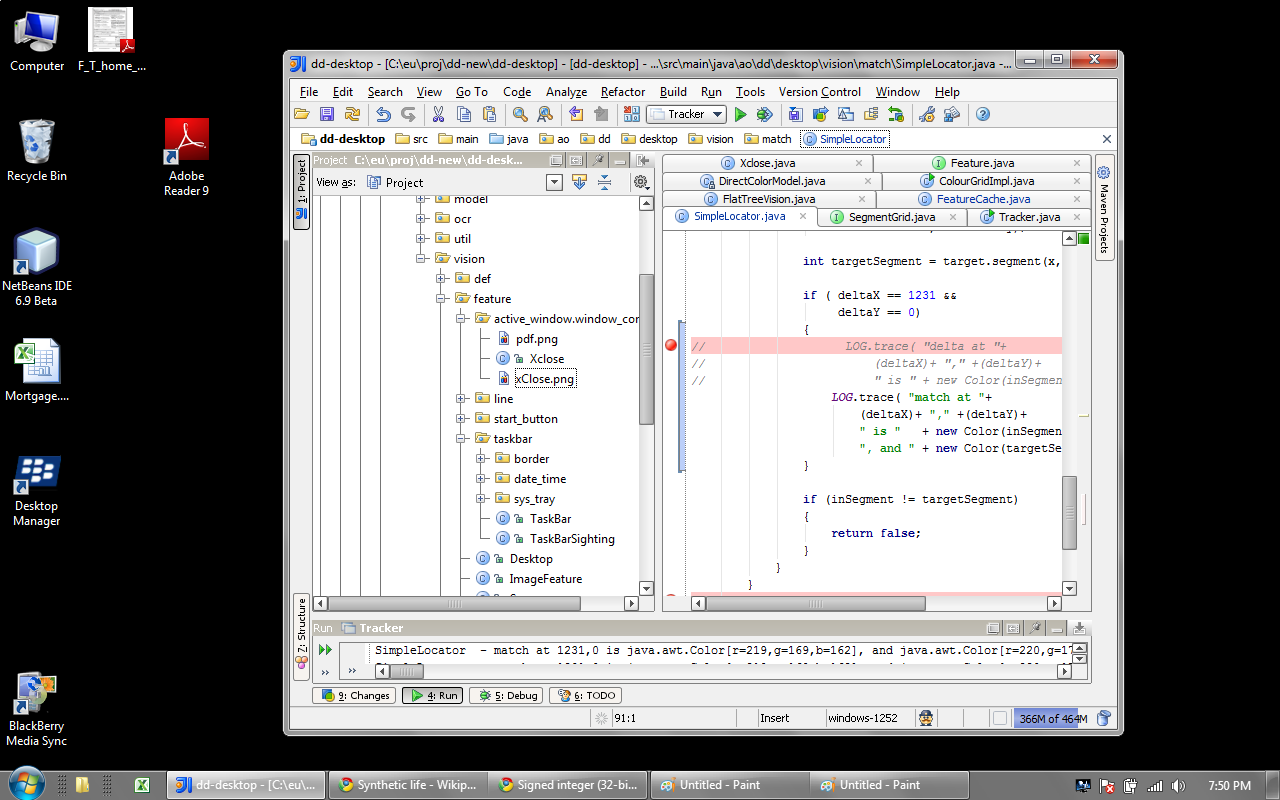 Computer
F_T_home_...
Recycle Bin
Adobe
Reader 9
NetBeans IDE
6.9 Beta
Mortgage....
Desktop
Manager
BlackBerry
Media Sync
dd-desktop - [C:\eu\proj\dd-new\dd-desktop] - [dd-desktop] - ...\src\main\java\ao\dd\desktop\vision\match\SimpleLocator.java -...
File Edit Search View Go To Code Analyze Refactor Build Run Tools Version Control Window Help
Tracker
dd-desktop src main java ao dd desktop vision match SimpleLocator
1: Project
Project C:\eu\proj\dd-new\dd-desk...
View as: Project
model
ocr
util
vision
def
feature
active_window.window_cor
pdf.png
Xclose
xClose.png
line
start_button
taskbar
border
date_time
sys_tray
TaskBar
TaskBarSighting
Desktop
ImageFeature
Xclose.java Feature.java
DirectColorModel.java ColourGridImpl.java
FlatTreeVision.java FeatureCache.java
SimpleLocator.java SegmentGrid.java Tracker.java
Maven Projects
int targetSegment = target.segment(x,
if ( deltaX == 1231 &&
deltaY == 0)
{
// LOG.trace( "delta at "+
// (deltaX)+ "," +(deltaY)+
// " is " + new Color(inSegmen
LOG.trace( "match at "+
(deltaX)+ "," +(deltaY)+
" is " + new Color(inSegmen
", and " + new Color(targetSe
}
if (inSegment != targetSegment)
{
return false;
}
}
}
Z: Structure
Run Tracker
SimpleLocator - match at 1231,0 is java.awt.Color[r=219,g=169,b=162], and java.awt.Color[r=220,g=17
9: Changes 4: Run 5: Debug 6: TODO
91:1 Insert windows-1252 366M of 464M
dd-desktop - [C:\eu\... Synthetic life - Wikip... Signed integer (32-bi... Untitled - Paint Untitled - Paint 7:50 PM